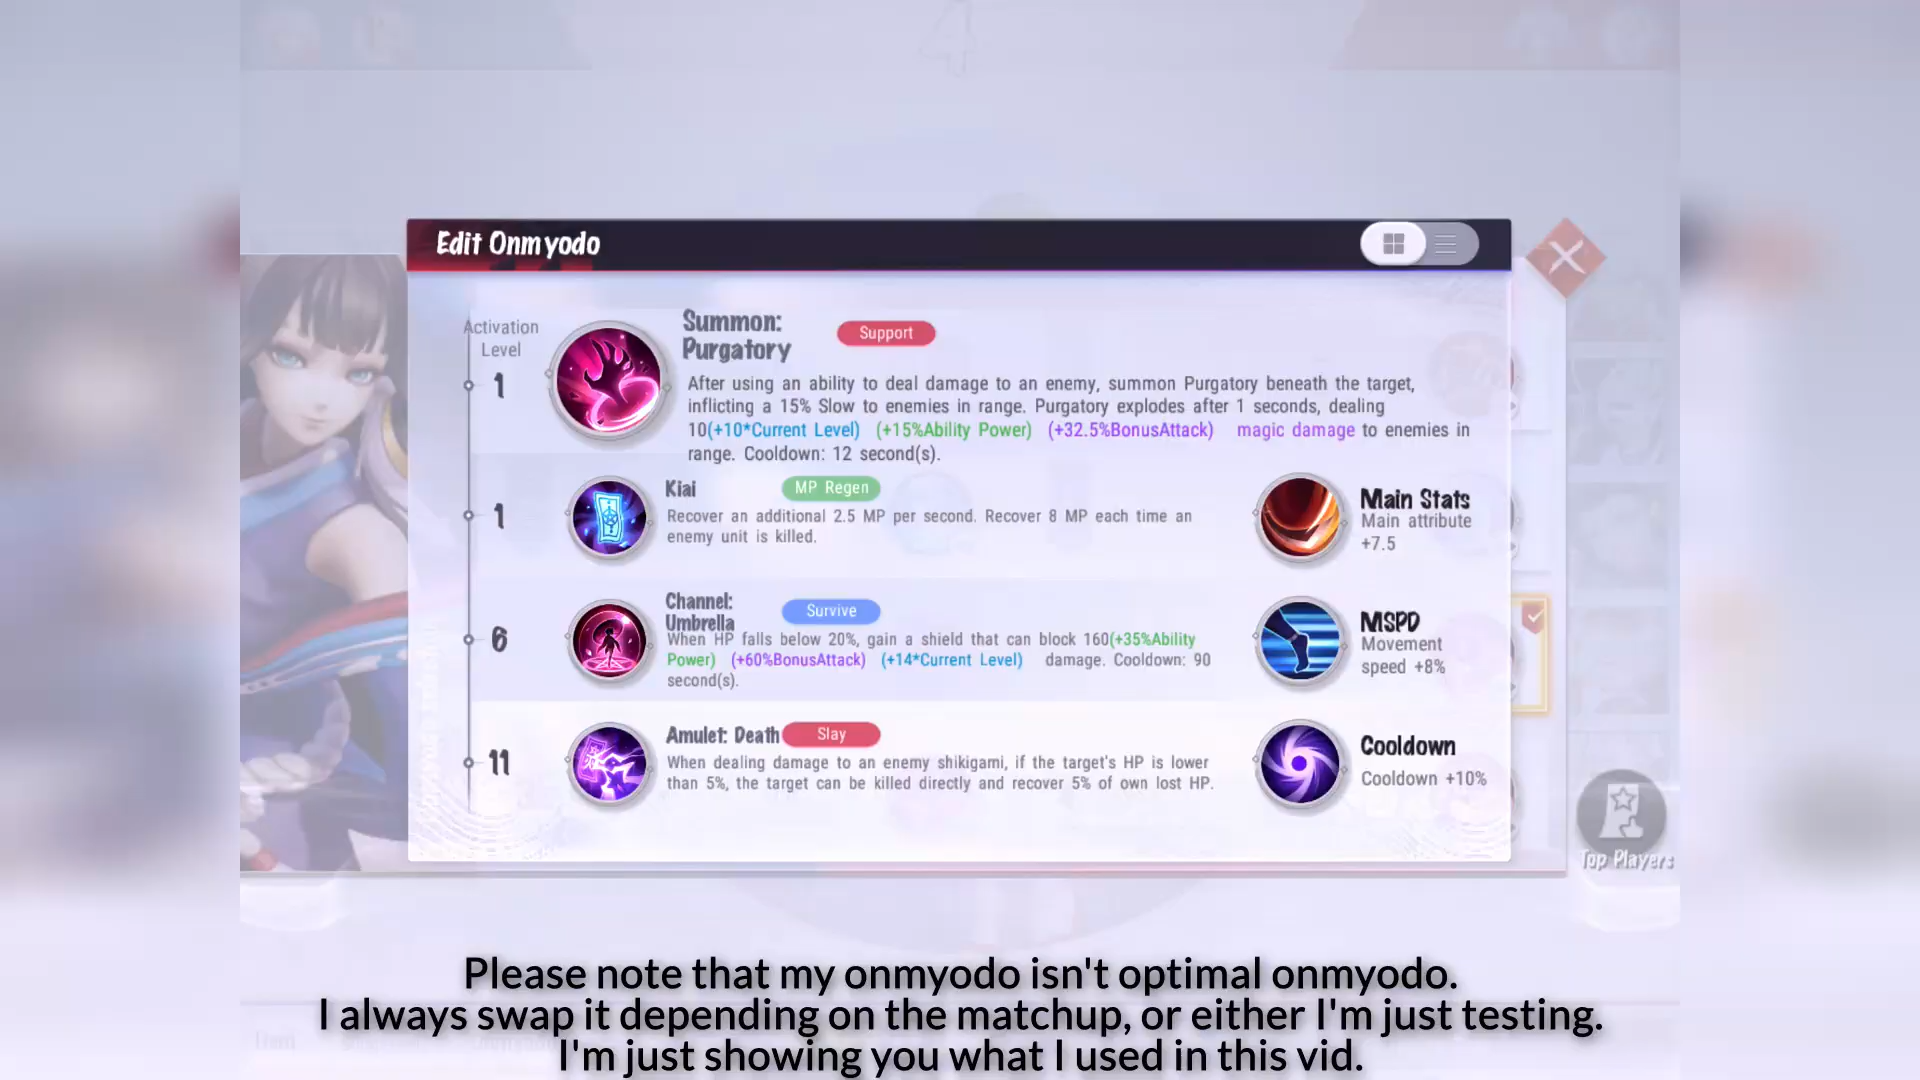 Edit Onmyodo
Activation
Level
1
Summon:
Purgatory
Support
After using an ability to deal damage to an enemy, summon Purgatory beneath the target,
inflicting a 15% Slow to enemies in range. Purgatory explodes after 1 seconds, dealing
10(+10*Current Level) (+15%Ability Power) (+32.5%BonusAttack) magic damage to enemies in
range. Cooldown: 12 second(s).
1
Kiai
MP Regen
Recover an additional 2.5 MP per second. Recover 8 MP each time an
enemy unit is killed.
Main Stats
Main attribute
+7.5
6
Channel:
Umbrella
Survive
When HP falls below 20%, gain a shield that can block 160(+35%Ability
Power) (+60%BonusAttack) (+14*Current Level) damage. Cooldown: 90
second(s).
MSPD
Movement
speed +8%
11
Amulet: Death
Slay
When dealing damage to an enemy shikigami, if the target's HP is lower
than 5%, the target can be killed directly and recover 5% of own lost HP.
Cooldown
Cooldown +10%
Top Players
Please note that my onmyodo isn't optimal onmyodo.
I always swap it depending on the matchup, or either I'm just testing.
I'm just showing you what I used in this vid.